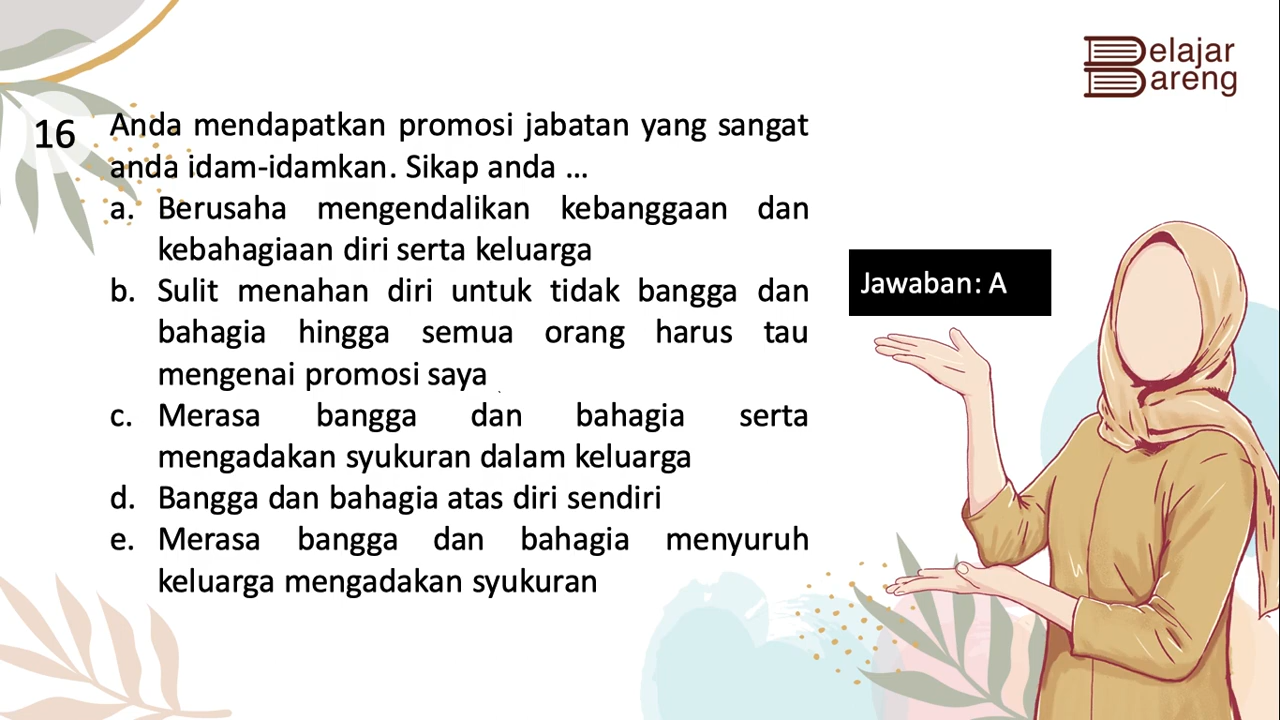 Belajar
Bareng
16 Anda mendapatkan promosi jabatan yang sangat
anda idam-idamkan. Sikap anda ...
a. Berusaha mengendalikan kebanggaan dan
kebahagiaan diri serta keluarga
b. Sulit menahan diri untuk tidak bangga dan
bahagia hingga semua orang harus tau
mengenai promosi saya
c. Merasa bangga dan bahagia serta
mengadakan syukuran dalam keluarga
d. Bangga dan bahagia atas diri sendiri
e. Merasa bangga dan bahagia menyuruh
keluarga mengadakan syukuran
Jawaban: A